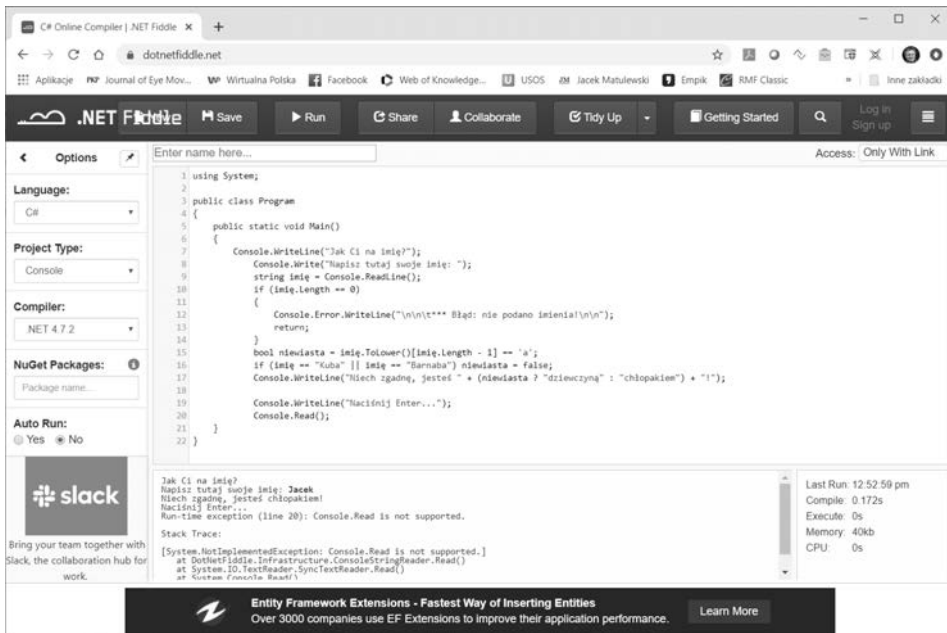 C# Online Compiler | .NET Fiddle
dotnetfiddle.net
Aplikacje PKP Journal of Eye Mov... WP Wirtualna Polska Facebook Web of Knowledge... USOS Jacek Matulewski Empik RMF Classic » Inne zakładki
.NET Fiddle Save Run Share Collaborate Tidy Up Getting Started Log in
Sign up
Options
Enter name here...
Access: Only With Link
Language:
C#
Project Type:
Console
Compiler:
.NET 4.7.2
NuGet Packages:
Package name...
Auto Run:
Yes No
slack
Bring your team together with
Slack, the collaboration hub for
work.
1 using System;
2
3 public class Program
4 {
5 public static void Main()
6 {
7 Console.WriteLine("Jak Ci na imię?");
8 Console.Write("Napisz tutaj swoje imię: ");
9 string imię = Console.ReadLine();
10 if (imię.Length == 0)
11 {
12 Console.Error.WriteLine("\n\n\t*** Błąd: nie podano imienia!\n\n");
13 return;
14 }
15 bool niewiasta = imię.ToLower()[imię.Length - 1] == 'a';
16 if (imię == "Kuba" || imię == "Barnaba") niewiasta = false;
17 Console.WriteLine("Niech zgadnę, jesteś " + (niewiasta ? "dziewczyną" : "chłopakiem") + "!");
18
19 Console.WriteLine("Naciśnij Enter...");
20 Console.Read();
21 }
22 }
Jak Ci na imię?
Napisz tutaj swoje imię: Jacek
Niech zgadnę, jesteś chłopakiem!
Naciśnij Enter...
Run-time exception (line 20): Console.Read is not supported.
Stack Trace:
[System.NotImplementedException: Console.Read is not supported.]
at DotNetFiddle.Infrastructure.ConsoleStringReader.Read()
at System.IO.TextReader.SyncTextReader.Read()
at System.Console.Read()
Last Run: 12:52:59 pm
Compile: 0.172s
Execute: 0s
Memory: 40kb
CPU: 0s
Entity Framework Extensions - Fastest Way of Inserting Entities
Over 3000 companies use EF Extensions to improve their application performance.
Learn More